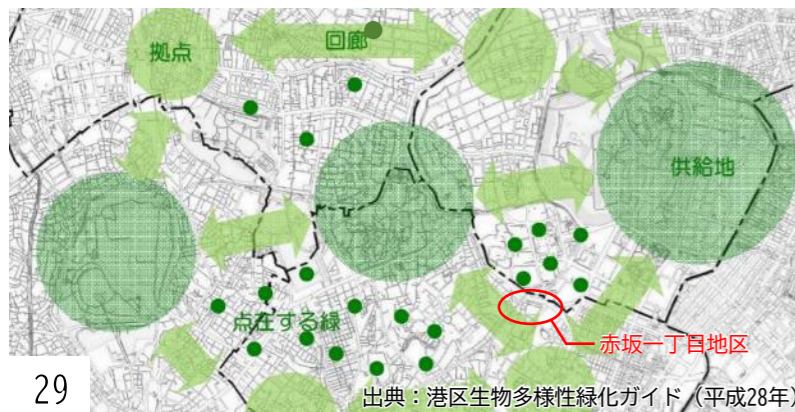 拠点
回廊
供給地
点在する緑
赤坂一丁目地区
29
出典：港区生物多様性緑化ガイド（平成28年）